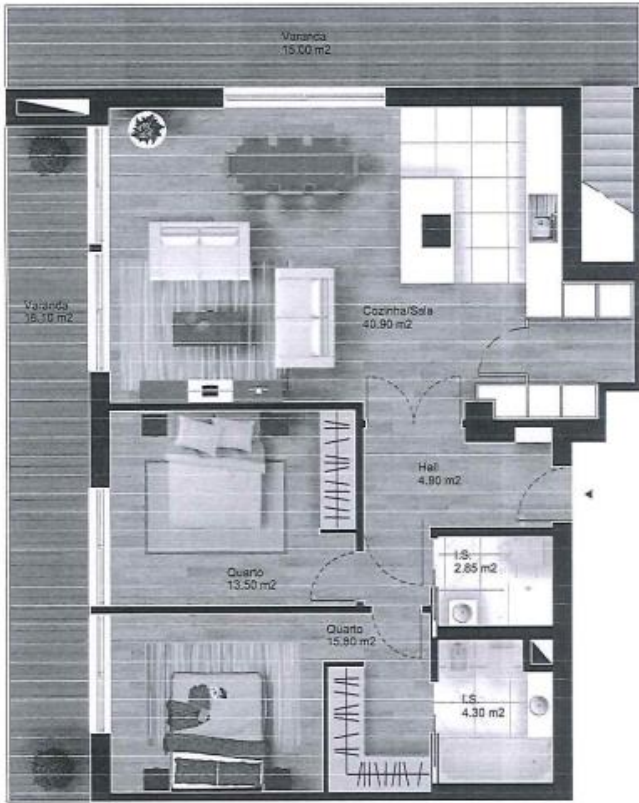 Varanda
15.00 m2
Varanda
16.10 m2
Cozinha/Sala
40.90 m2
Hall
4.90 m2
I.S.
2.85 m2
Quarto
13.50 m2
Quarto
15.80 m2
I.S.
4.30 m2